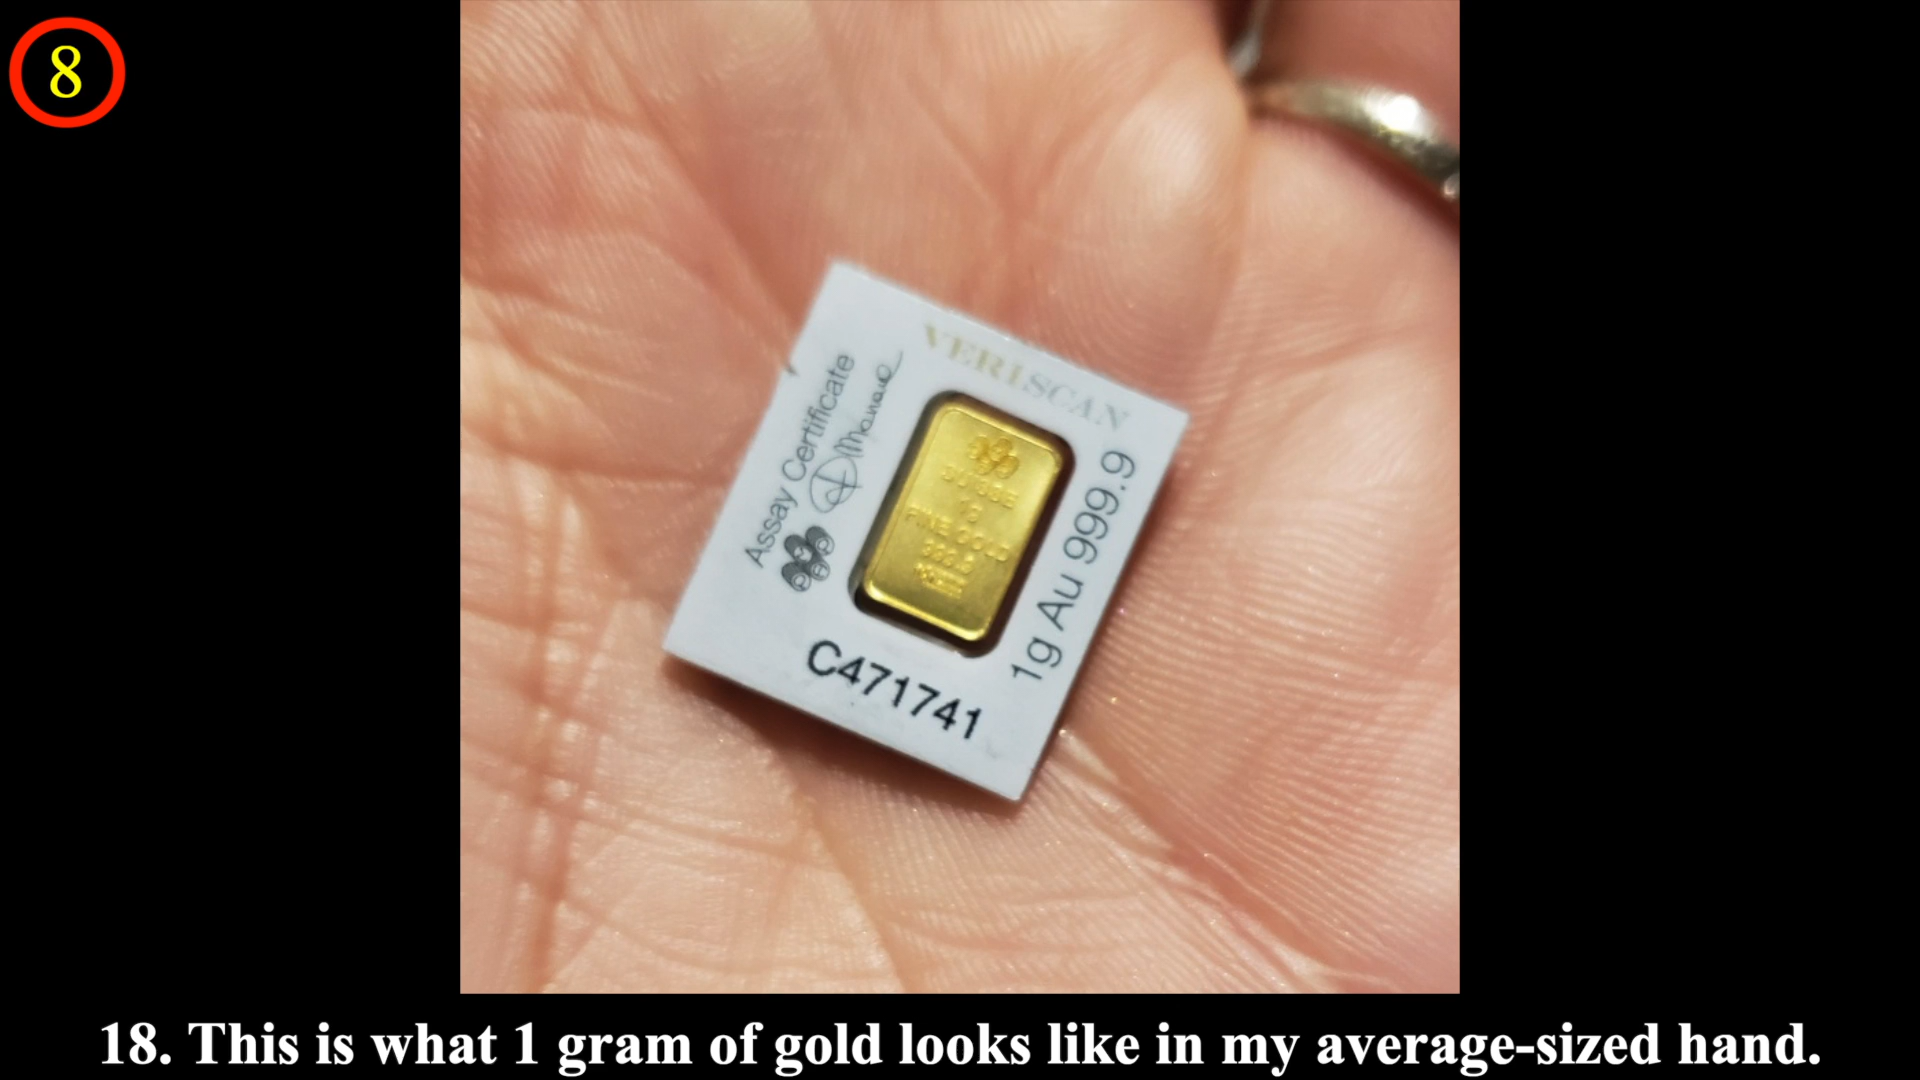 8
VERISCAN
Assay Certificate
SUISSE
1g
FINE GOLD
999.9
1g Au 999.9
C471741
18. This is what 1 gram of gold looks like in my average-sized hand.